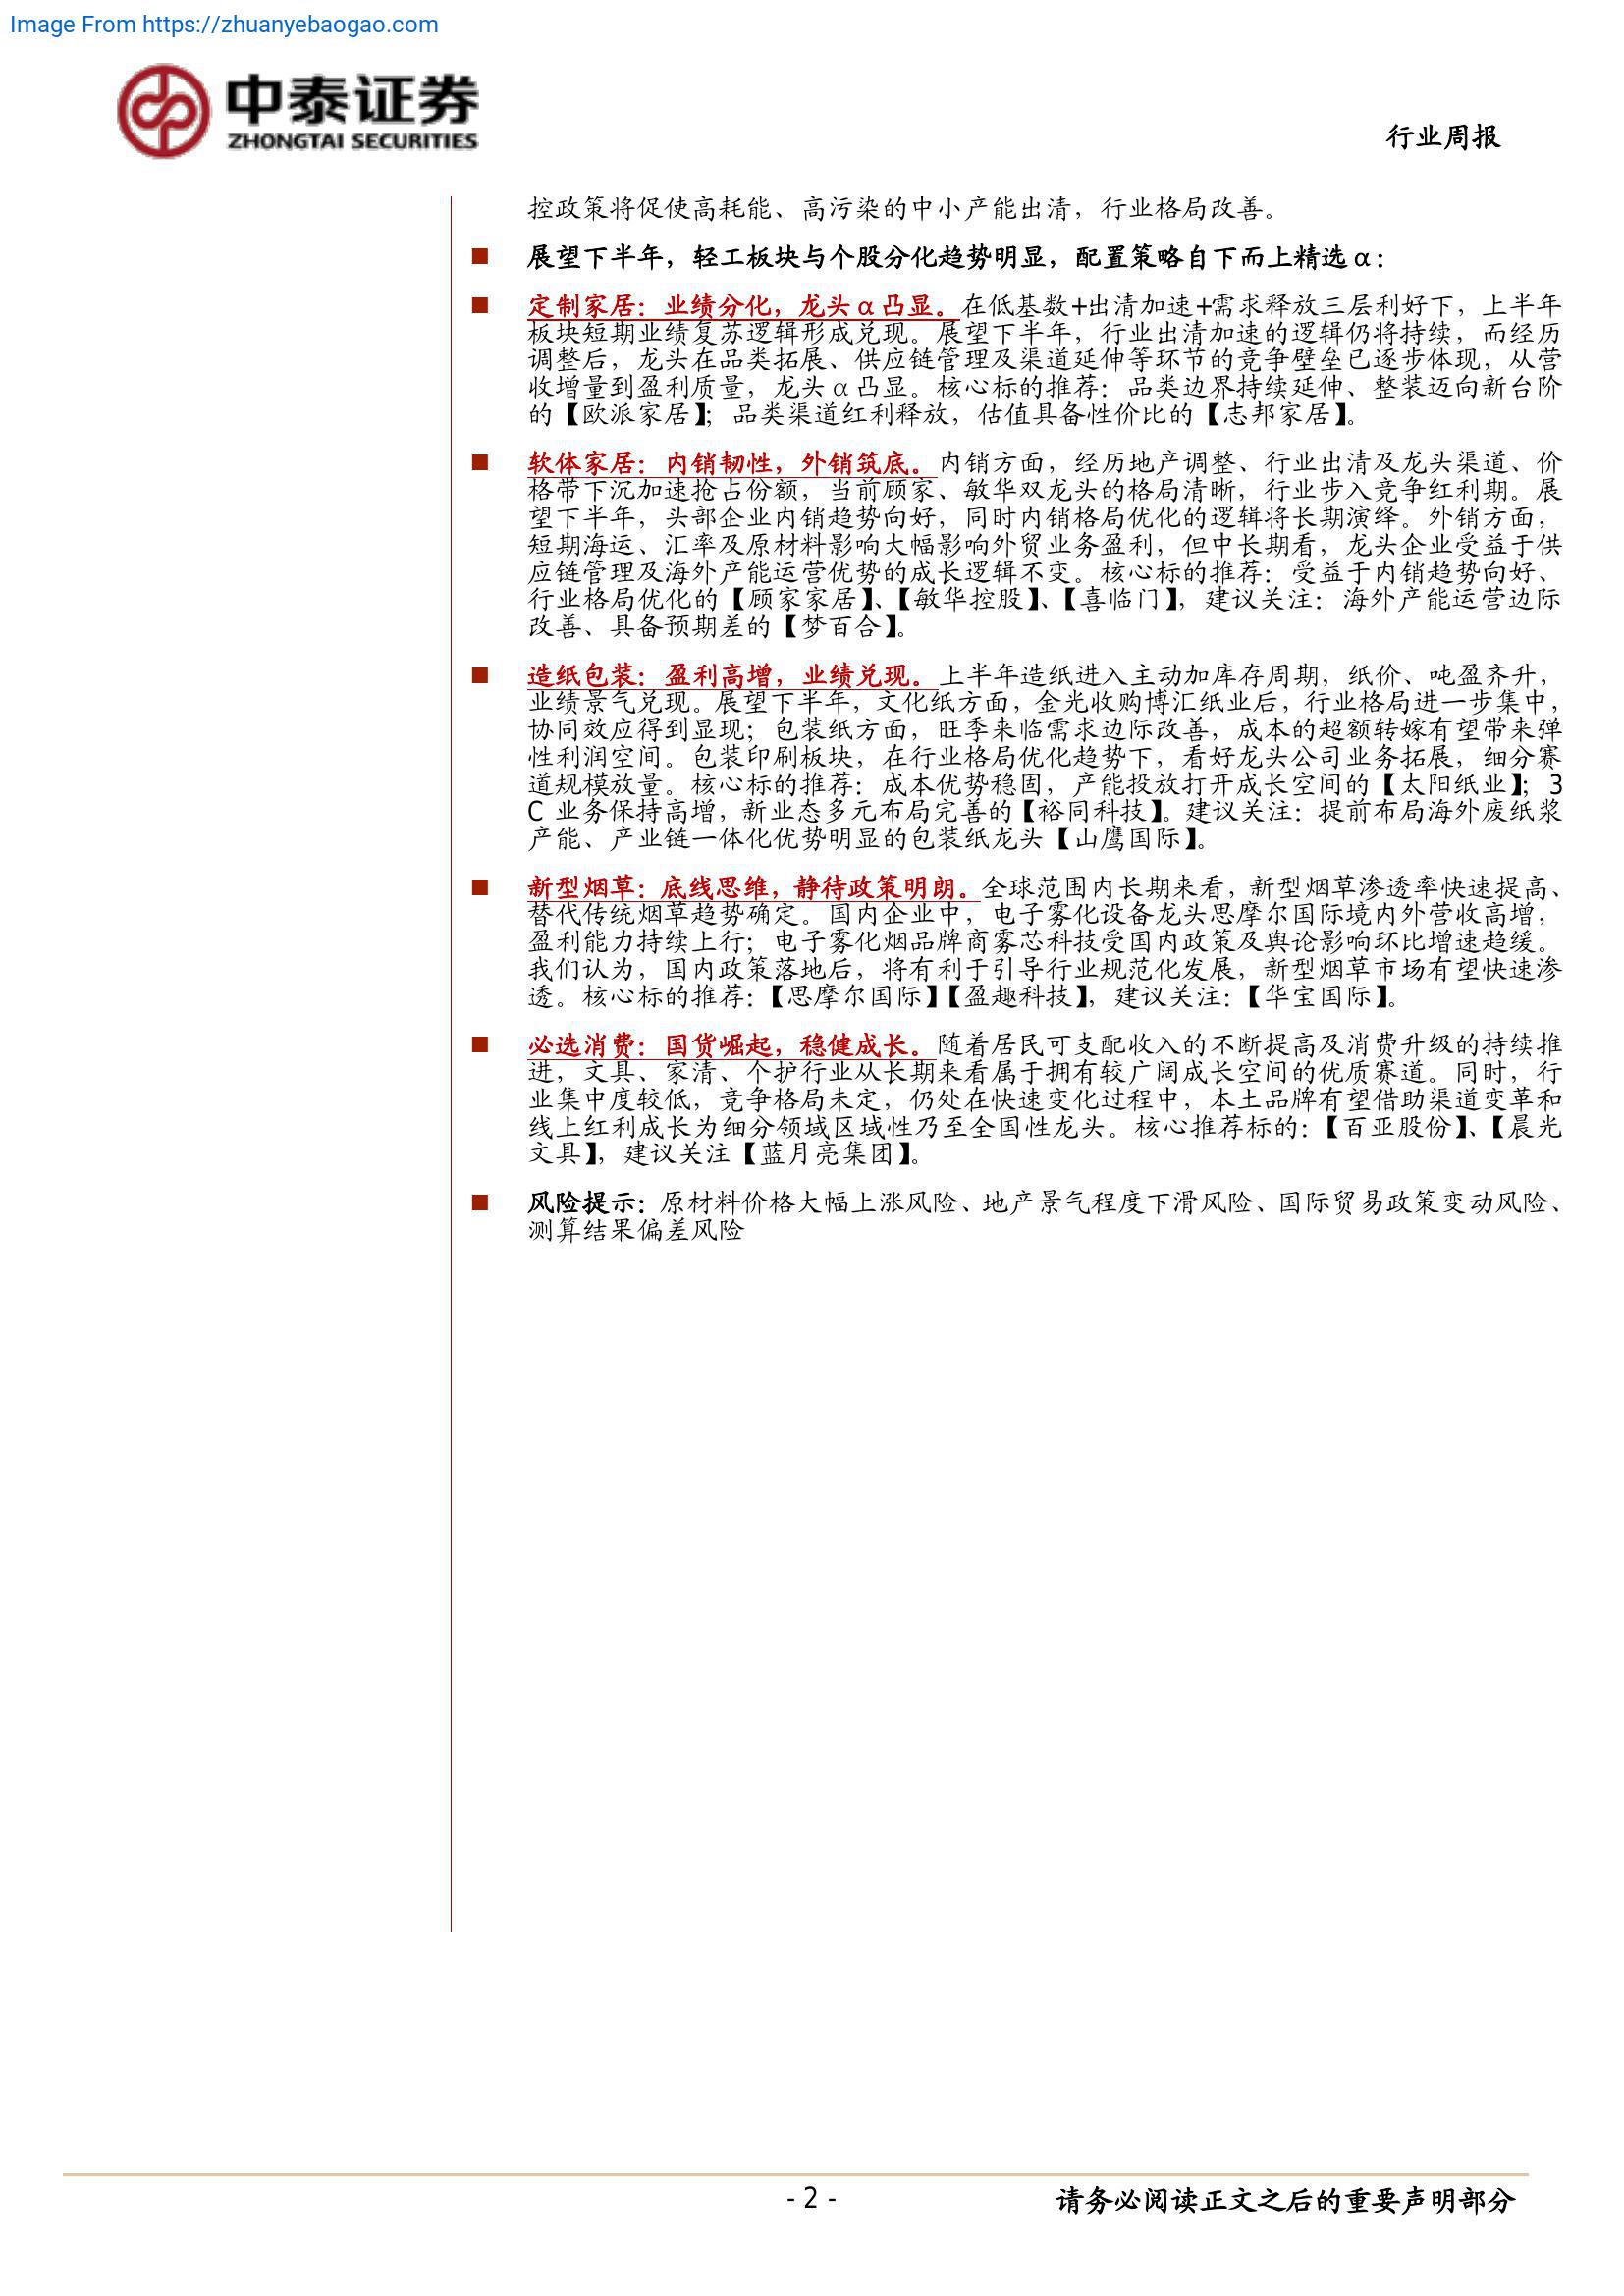 Image From https://zhuanyebaogao.com
中泰证券
ZHONGTAI SECURITIES
行业周报
控政策将促使高耗能、高污染的中小产能出清，行业格局改善。
■ 展望下半年，轻工板块与个股分化趋势明显，配置策略自下而上精选 α：
■ 定制家居：业绩分化，龙头 α 凸显。在低基数+出清加速+需求释放三层利好下，上半年
板块短期业绩复苏逻辑形成兑现。展望下半年，行业出清加速的逻辑仍将持续，而经历
调整后，龙头在品类拓展、供应链管理及渠道延伸等环节的竞争壁垒已逐步体现，从营
收增量到盈利质量，龙头 α 凸显。核心标的推荐：品类边界持续延伸、整装迈向新台阶
的【欧派家居】；品类渠道红利释放，估值具备性价比的【志邦家居】。
■ 软体家居：内销韧性，外销筑底。内销方面，经历地产调整、行业出清及龙头渠道、价
格带下沉加速抢占份额，当前顾家、敏华双龙头的格局清晰，行业步入竞争红利期。展
望下半年，头部企业内销趋势向好，同时内销格局优化的逻辑将长期演绎。外销方面，
短期海运、汇率及原材料影响大幅影响外贸业务盈利，但中长期看，龙头企业受益于供
应链管理及海外产能运营优势的成长逻辑不变。核心标的推荐：受益于内销趋势向好、
行业格局优化的【顾家家居】、【敏华控股】、【喜临门】，建议关注：海外产能运营边际
改善、具备预期差的【梦百合】。
■ 造纸包装：盈利高增，业绩兑现。上半年造纸进入主动加库存周期，纸价、吨盈齐升，
业绩景气兑现。展望下半年，文化纸方面，金光收购博汇纸业后，行业格局进一步集中，
协同效应得到显现；包装纸方面，旺季来临需求边际改善，成本的超额转嫁有望带来弹
性利润空间。包装印刷板块，在行业格局优化趋势下，看好龙头公司业务拓展，细分赛
道规模放量。核心标的推荐：成本优势稳固，产能投放打开成长空间的【太阳纸业】；3
C 业务保持高增，新业态多元布局完善的【裕同科技】。建议关注：提前布局海外废纸浆
产能、产业链一体化优势明显的包装纸龙头【山鹰国际】。
■ 新型烟草：底线思维，静待政策明朗。全球范围内长期来看，新型烟草渗透率快速提高、
替代传统烟草趋势确定。国内企业中，电子雾化设备龙头思摩尔国际境内外营收高增，
盈利能力持续上行；电子雾化烟品牌商雾芯科技受国内政策及舆论影响环比增速趋缓。
我们认为，国内政策落地后，将有利于引导行业规范化发展，新型烟草市场有望快速渗
透。核心标的推荐：【思摩尔国际】【盈趣科技】，建议关注：【华宝国际】。
■ 必选消费：国货崛起，稳健成长。随着居民可支配收入的不断提高及消费升级的持续推
进，文具、家清、个护行业从长期来看属于拥有较广阔成长空间的优质赛道。同时，行
业集中度较低，竞争格局未定，仍处在快速变化过程中，本土品牌有望借助渠道变革和
线上红利成长为细分领域区域性乃至全国性龙头。核心推荐标的：【百亚股份】、【晨光
文具】，建议关注【蓝月亮集团】。
■ 风险提示：原材料价格大幅上涨风险、地产景气程度下滑风险、国际贸易政策变动风险、
测算结果偏差风险
- 2 -
请务必阅读正文之后的重要声明部分